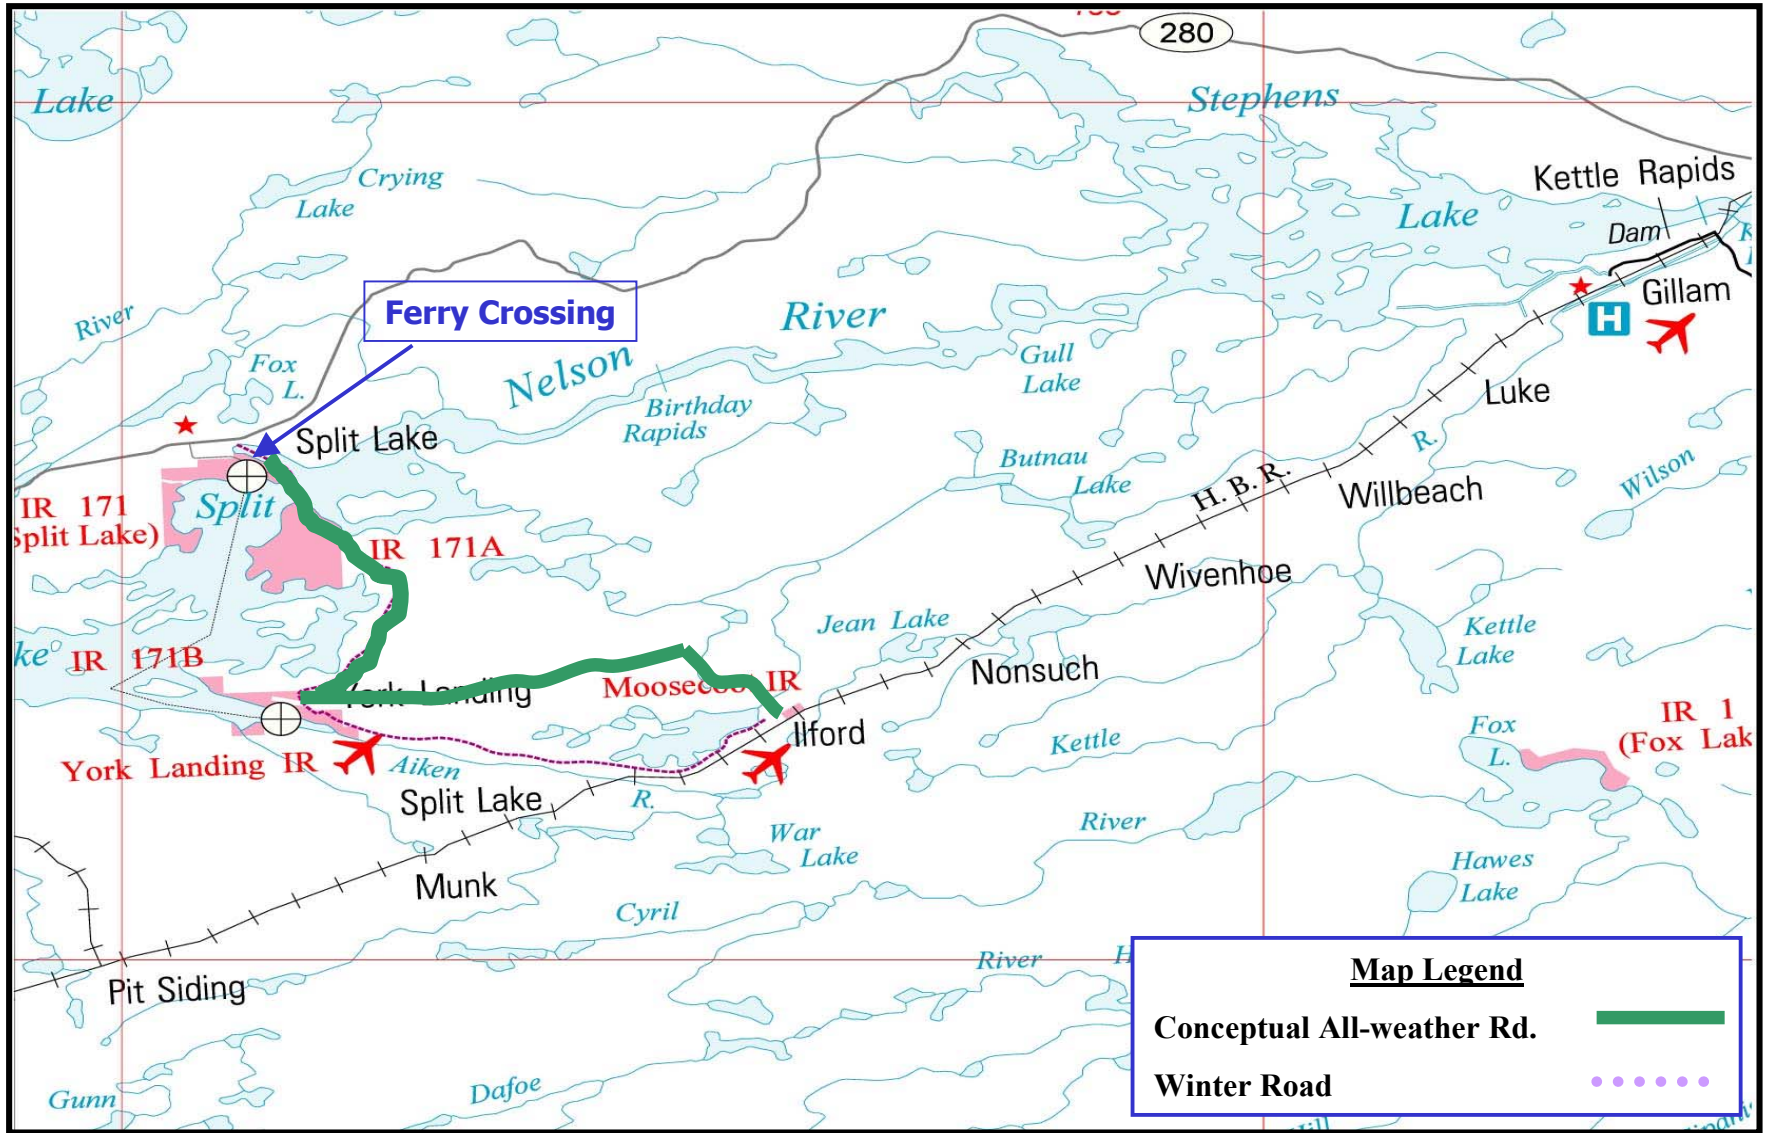 280
Lake
Stephens
Kettle Rapids
Crying
Lake
Lake
Dam
Gillam
H
River
Ferry Crossing
River
Nelson
Gull
Lake
Fox
L.
Birthday
Rapids
Luke
Split Lake
R.
Butnau
Lake
H. B. R.
Willbeach
Wilson
IR 171
Split Lake)
Split
IR 171A
Wivenhoe
Jean Lake
Kettle
Lake
ke
IR 171B
York Landing
IR
Nonsuch
Ilford
IR 1
(Fox Lak
Fox
L.
Kettle
York Landing IR
Aiken
R.
Split Lake
War
Lake
River
Munk
Hawes
Lake
Cyril
River
H
Pit Siding
Map Legend
Conceptual All-weather Rd.
Winter Road
Gunn
Dafoe